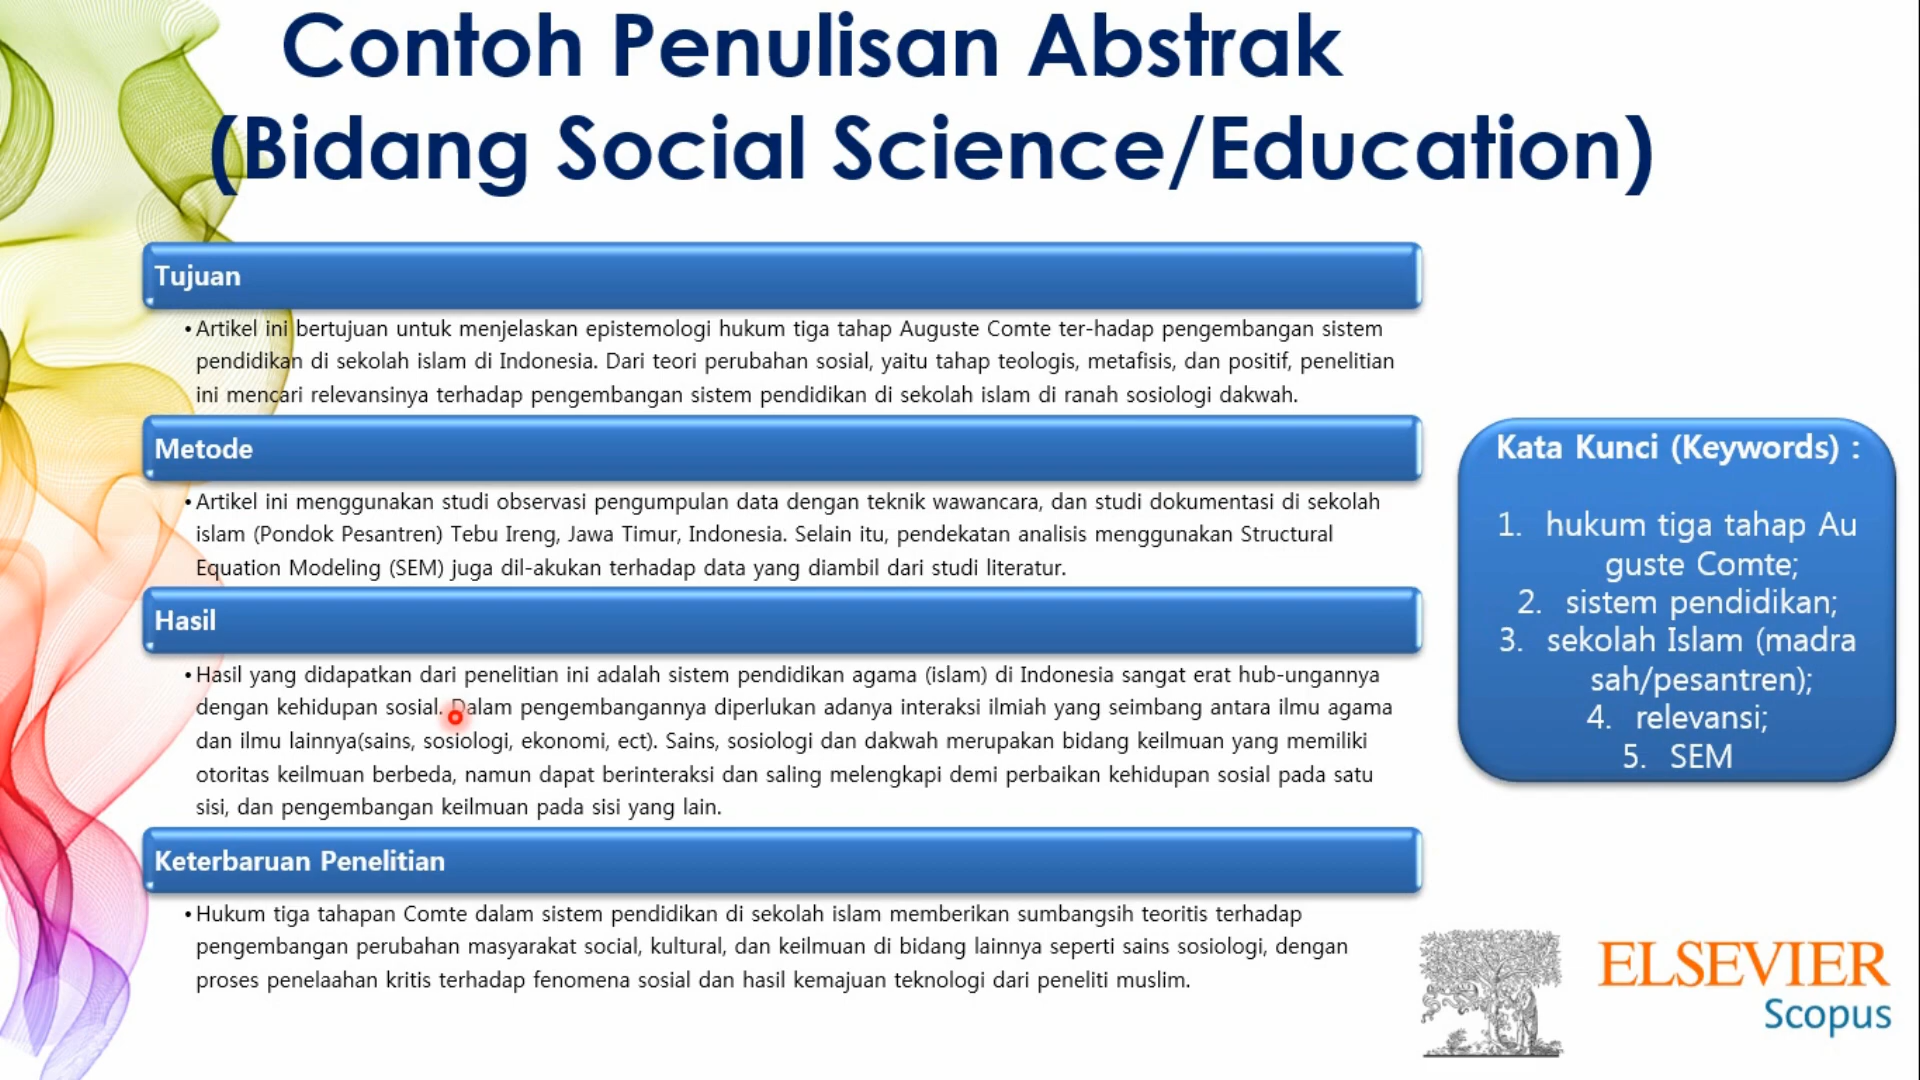 Contoh Penulisan Abstrak
(Bidang Social Science/Education)
Tujuan
•Artikel ini bertujuan untuk menjelaskan epistemologi hukum tiga tahap Auguste Comte ter-hadap pengembangan sistem
pendidikan di sekolah islam di Indonesia. Dari teori perubahan sosial, yaitu tahap teologis, metafisis, dan positif, penelitian
ini mencari relevansinya terhadap pengembangan sistem pendidikan di sekolah islam di ranah sosiologi dakwah.
Metode
•Artikel ini menggunakan studi observasi pengumpulan data dengan teknik wawancara, dan studi dokumentasi di sekolah
islam (Pondok Pesantren) Tebu Ireng, Jawa Timur, Indonesia. Selain itu, pendekatan analisis menggunakan Structural
Equation Modeling (SEM) juga dil-akukan terhadap data yang diambil dari studi literatur.
Hasil
•Hasil yang didapatkan dari penelitian ini adalah sistem pendidikan agama (islam) di Indonesia sangat erat hub-ungannya
dengan kehidupan sosial. Dalam pengembangannya diperlukan adanya interaksi ilmiah yang seimbang antara ilmu agama
dan ilmu lainnya(sains, sosiologi, ekonomi, ect). Sains, sosiologi dan dakwah merupakan bidang keilmuan yang memiliki
otoritas keilmuan berbeda, namun dapat berinteraksi dan saling melengkapi demi perbaikan kehidupan sosial pada satu
sisi, dan pengembangan keilmuan pada sisi yang lain.
Keterbaruan Penelitian
•Hukum tiga tahapan Comte dalam sistem pendidikan di sekolah islam memberikan sumbangsih teoritis terhadap
pengembangan perubahan masyarakat social, kultural, dan keilmuan di bidang lainnya seperti sains sosiologi, dengan
proses penelaahan kritis terhadap fenomena sosial dan hasil kemajuan teknologi dari peneliti muslim.
Kata Kunci (Keywords) :
1. hukum tiga tahap Au
guste Comte;
2. sistem pendidikan;
3. sekolah Islam (madra
sah/pesantren);
4. relevansi;
5. SEM
ELSEVIER
Scopus